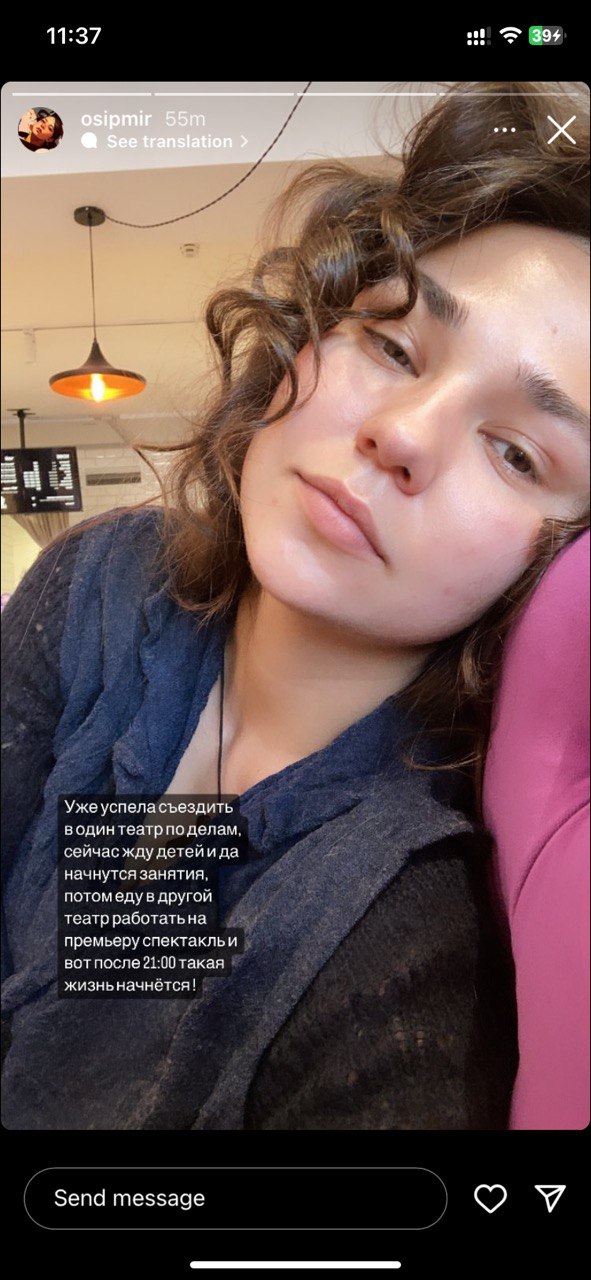 11:37
39
osipmir 55m
See translation
Уже успела съездить
в один театр по делам,
сейчас жду детей и да
начнутся занятия,
потом еду в другой
театр работать на
премьеру спектакль и
вот после 21:00 такая
жизнь начнётся!
Send message